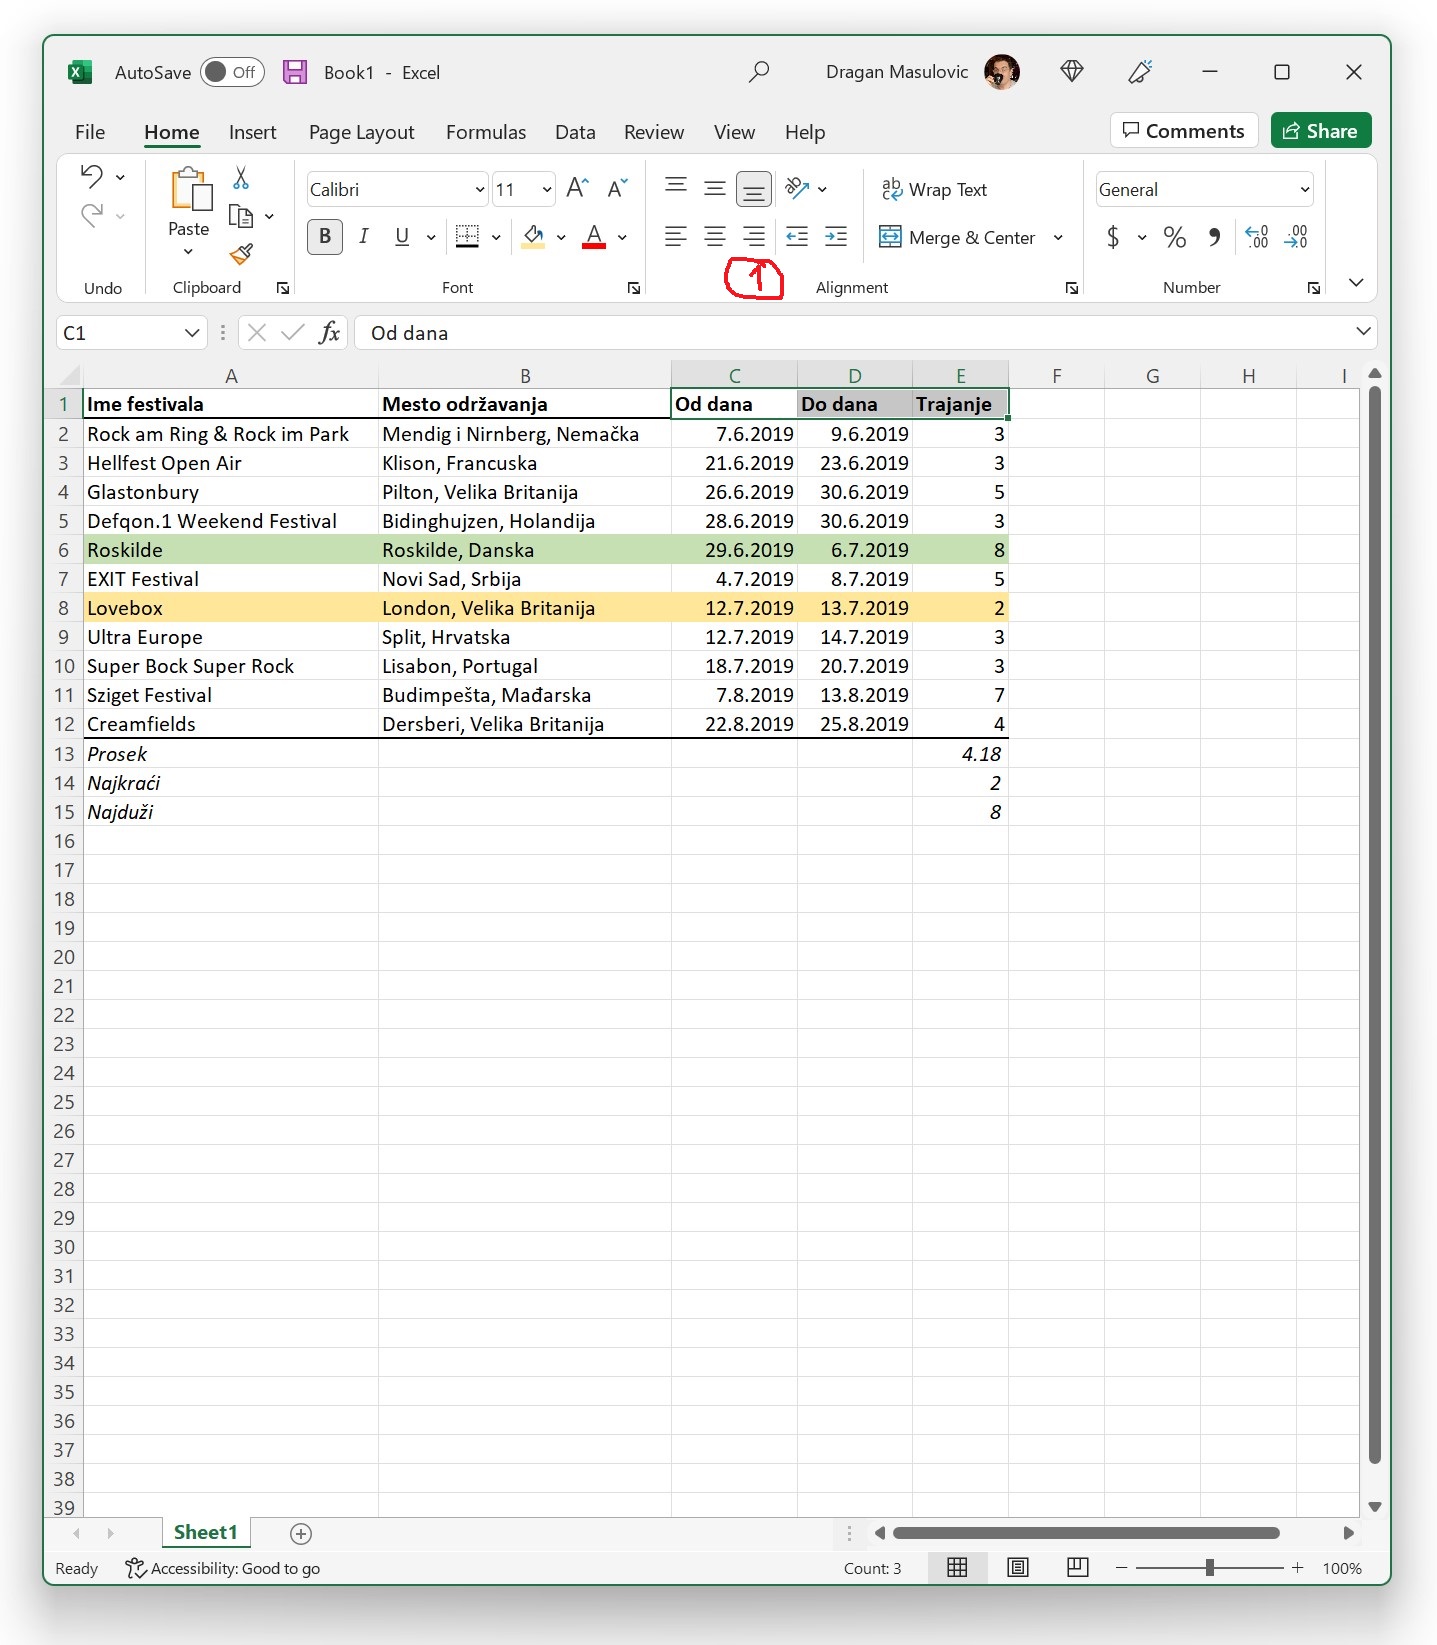 AutoSave Off Book1 - Excel Dragan Masulovic
File Home Insert Page Layout Formulas Data Review View Help Comments Share
Calibri 11 A A ab c Wrap Text General
Paste B I U A Merge & Center $ % 9 .00 .00
.0 .0
1
Undo Clipboard Font Alignment Number
C1 fx Od dana
A B C D E F G H I
1 Ime festivala Mesto održavanja Od dana Do dana Trajanje
2 Rock am Ring & Rock im Park Mendig i Nirnberg, Nemačka 7.6.2019 9.6.2019 3
3 Hellfest Open Air Klison, Francuska 21.6.2019 23.6.2019 3
4 Glastonbury Pilton, Velika Britanija 26.6.2019 30.6.2019 5
5 Defqon.1 Weekend Festival Bidinghujzen, Holandija 28.6.2019 30.6.2019 3
6 Roskilde Roskilde, Danska 29.6.2019 6.7.2019 8
7 EXIT Festival Novi Sad, Srbija 4.7.2019 8.7.2019 5
8 Lovebox London, Velika Britanija 12.7.2019 13.7.2019 2
9 Ultra Europe Split, Hrvatska 12.7.2019 14.7.2019 3
10 Super Bock Super Rock Lisabon, Portugal 18.7.2019 20.7.2019 3
11 Sziget Festival Budimpešta, Mađarska 7.8.2019 13.8.2019 7
12 Creamfields Dersberi, Velika Britanija 22.8.2019 25.8.2019 4
13 Prosek 4.18
14 Najkraći 2
15 Najduži 8
16
17
18
19
20
21
22
23
24
25
26
27
28
29
30
31
32
33
34
35
36
37
38
39
Sheet1
Ready Accessibility: Good to go Count: 3 100%